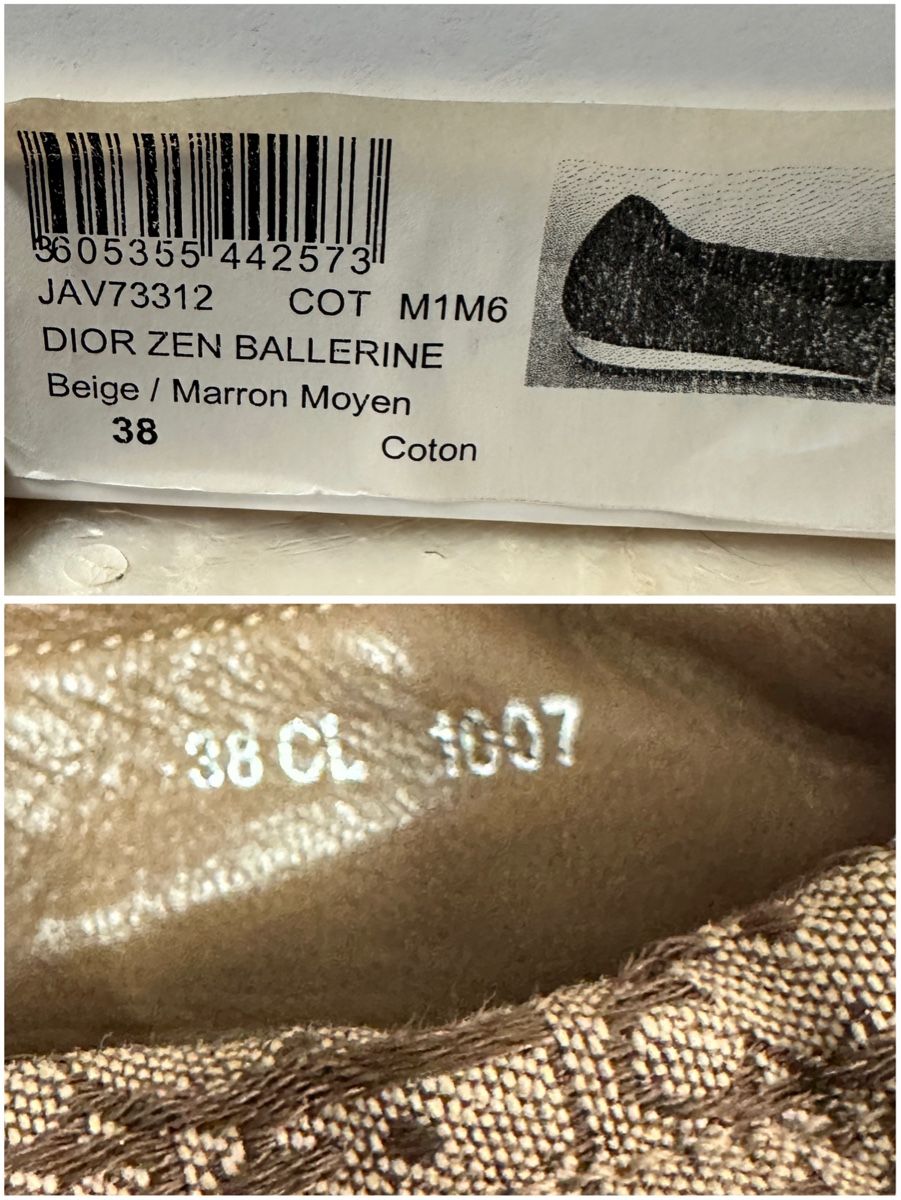 3605355 442573
JAV73312 COT M1M6
DIOR ZEN BALLERINE
Beige / Marron Moyen
38
Coton
38 CL 1007